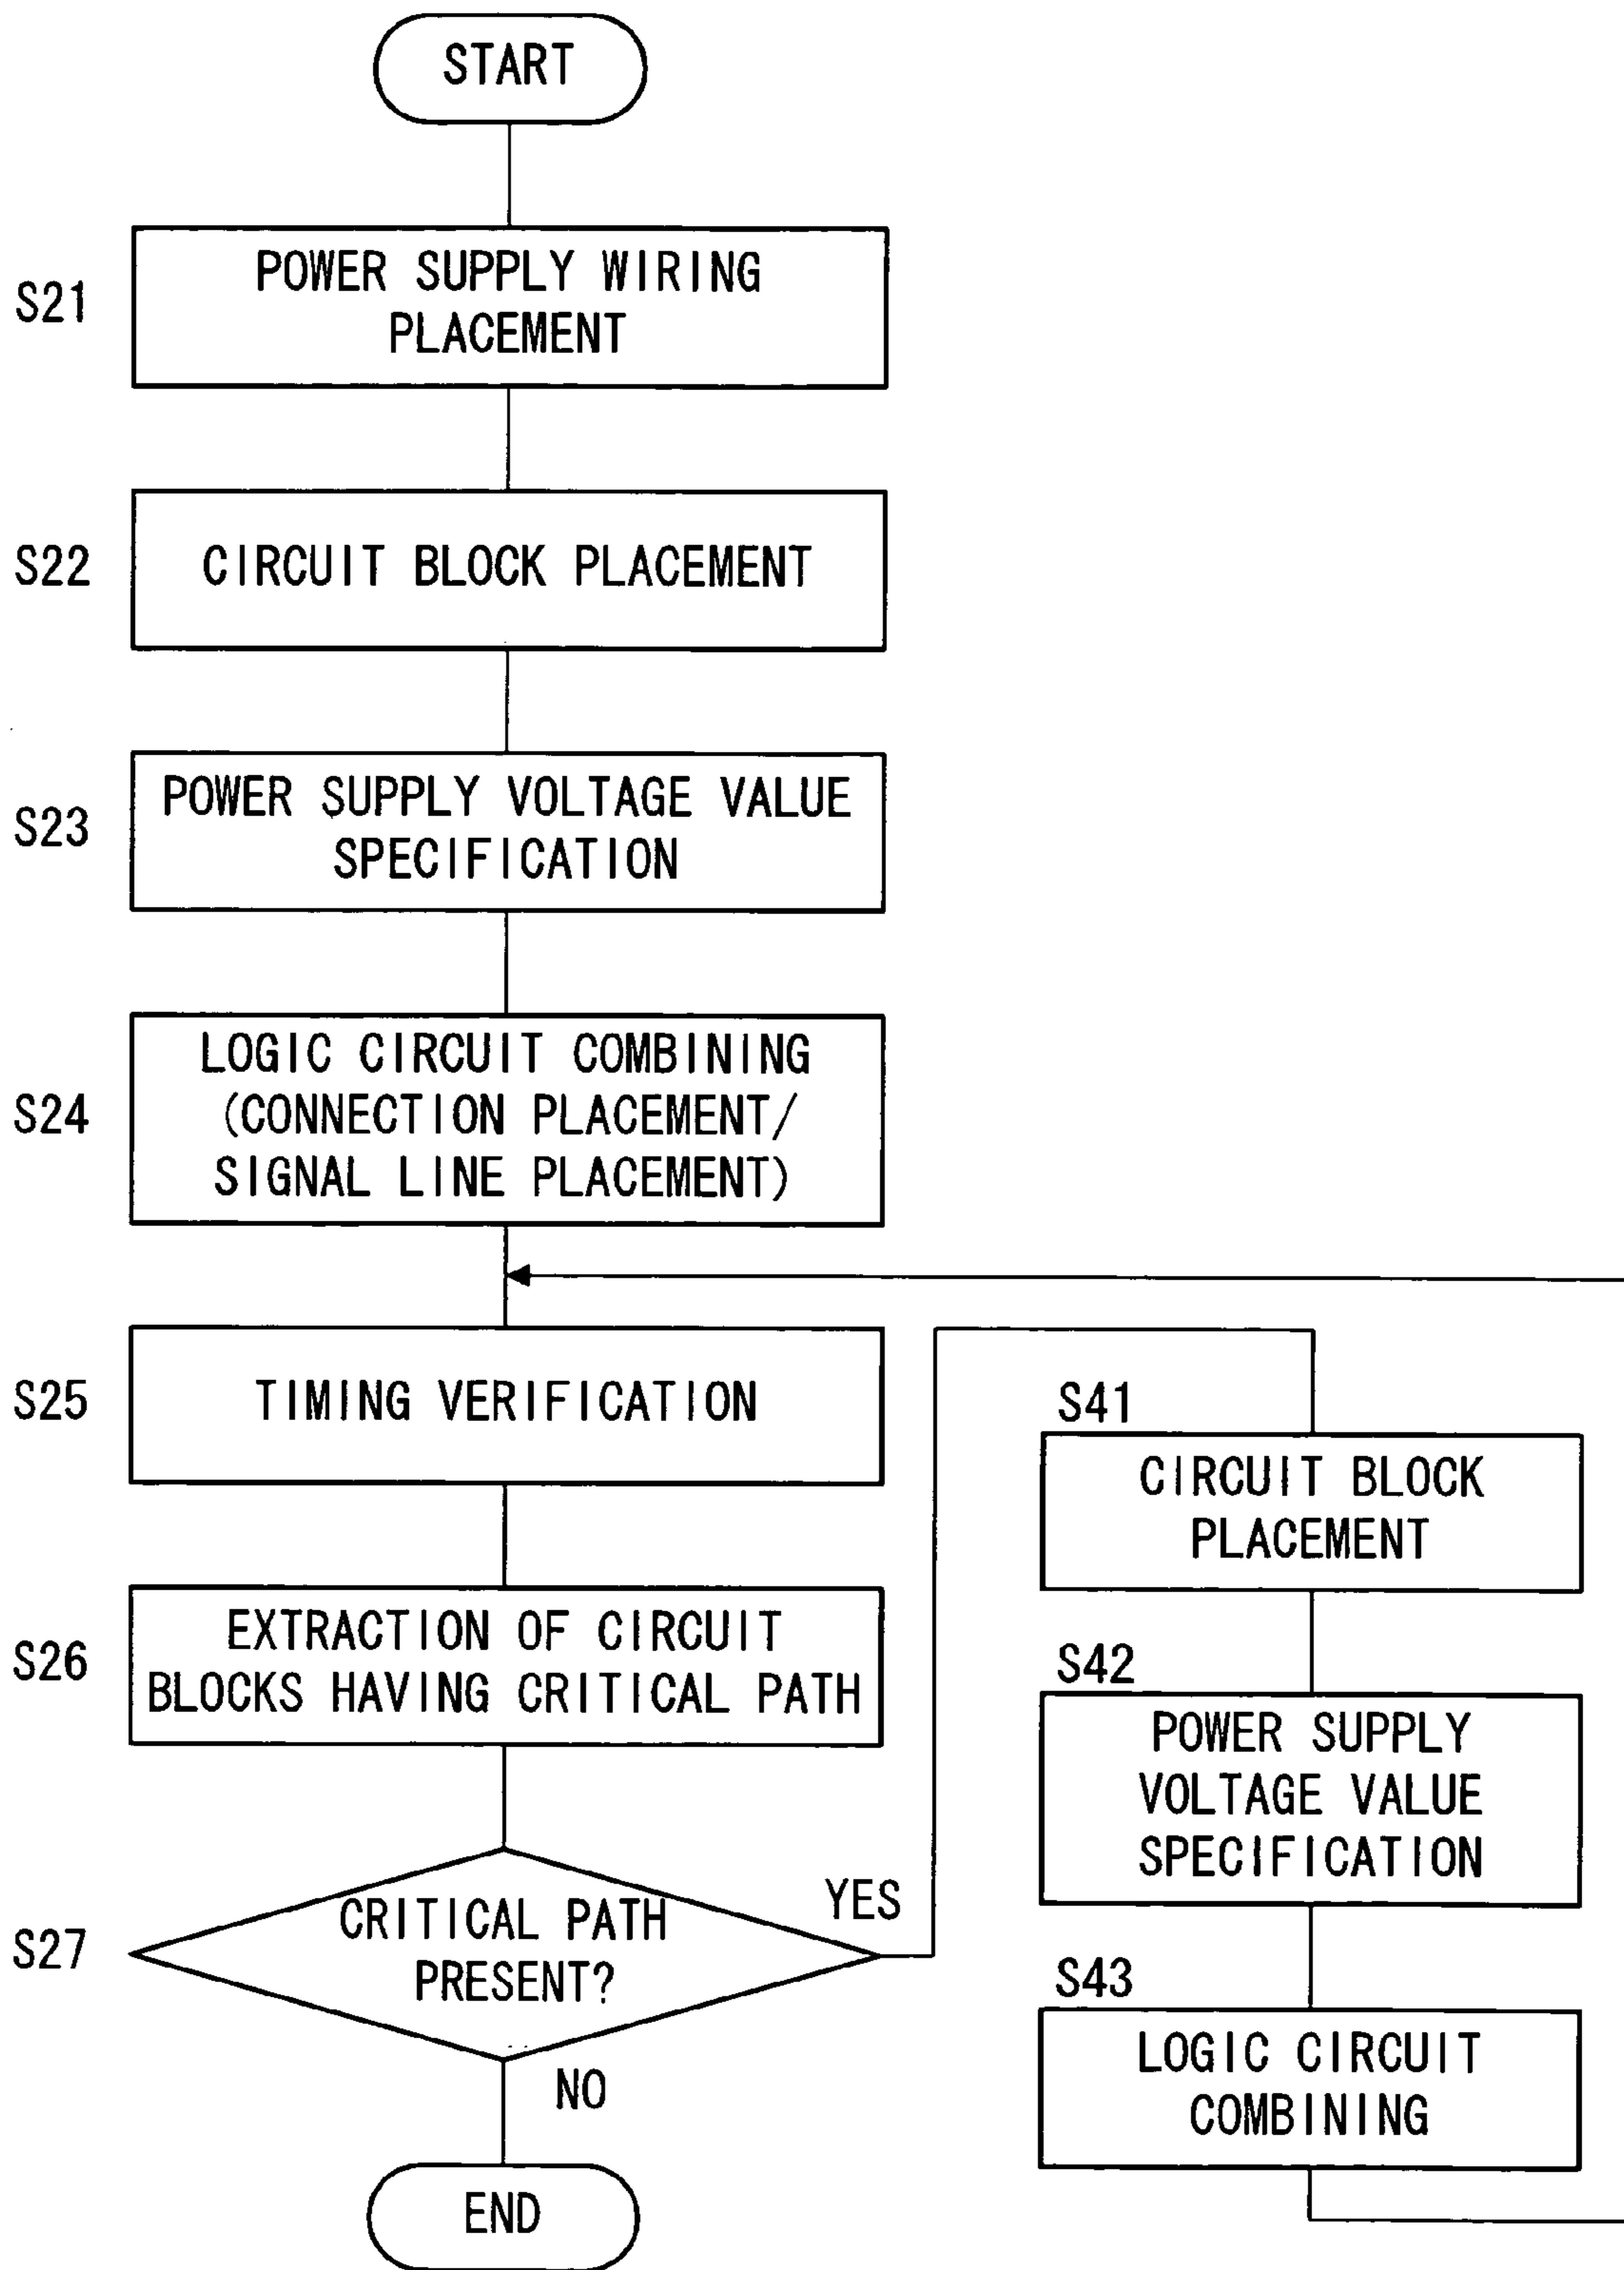 START
S21
POWER SUPPLY WIRING
PLACEMENT
S22
CIRCUIT BLOCK PLACEMENT
S23
POWER SUPPLY VOLTAGE VALUE
SPECIFICATION
S24
LOGIC CIRCUIT COMBINING
(CONNECTION PLACEMENT/
SIGNAL LINE PLACEMENT)
S25
TIMING VERIFICATION
S26
EXTRACTION OF CIRCUIT
BLOCKS HAVING CRITICAL PATH
S27
CRITICAL PATH
PRESENT?
YES
NO
END
S41
CIRCUIT BLOCK
PLACEMENT
S42
POWER SUPPLY
VOLTAGE VALUE
SPECIFICATION
S43
LOGIC CIRCUIT
COMBINING